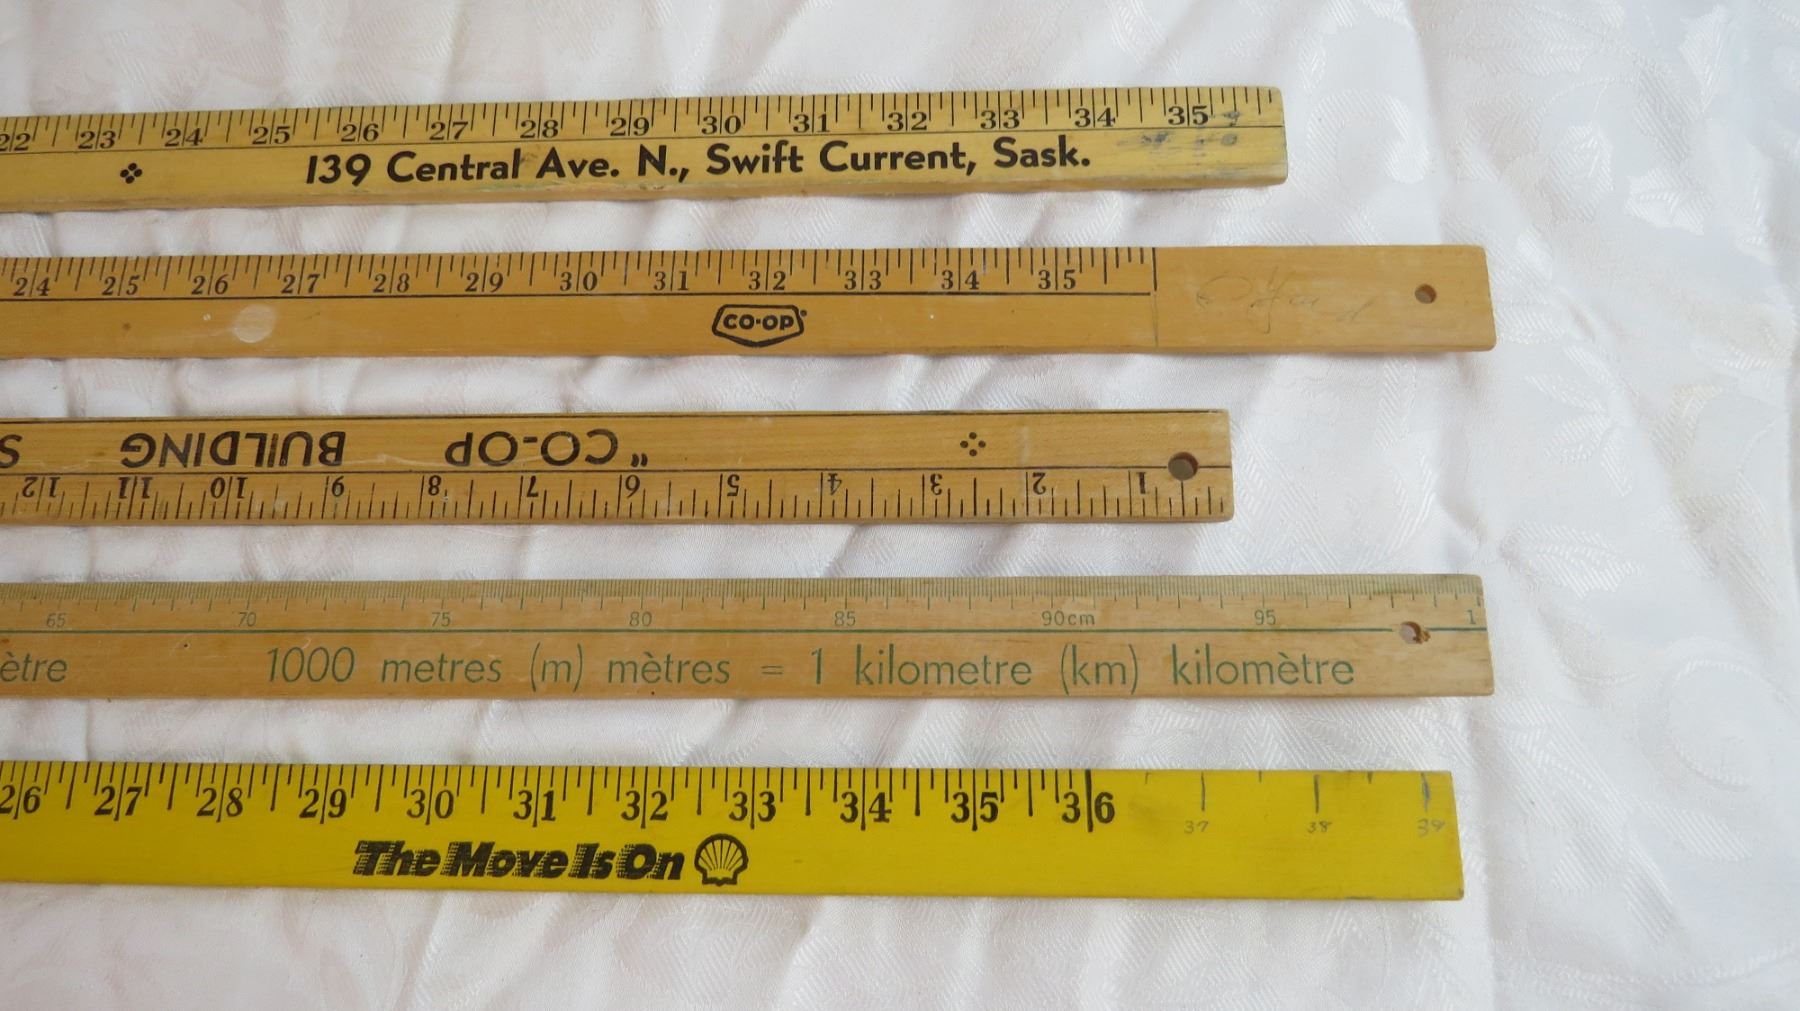 22 23 24 25 26 27 28 29 30 31 32 33 34 35
139 Central Ave. N., Swift Current, Sask.
24 25 26 27 28 29 30 31 32 33 34 35
CO-OP
"CO-OP BUILDING S
1 2 3 4 5 6 7 8 9 10 11 12
65 70 75 80 85 90cm 95 1
ètre 1000 metres (m) mètres = 1 kilometre (km) kilomètre
26 27 28 29 30 31 32 33 34 35 36 37 38 39
The Move Is On